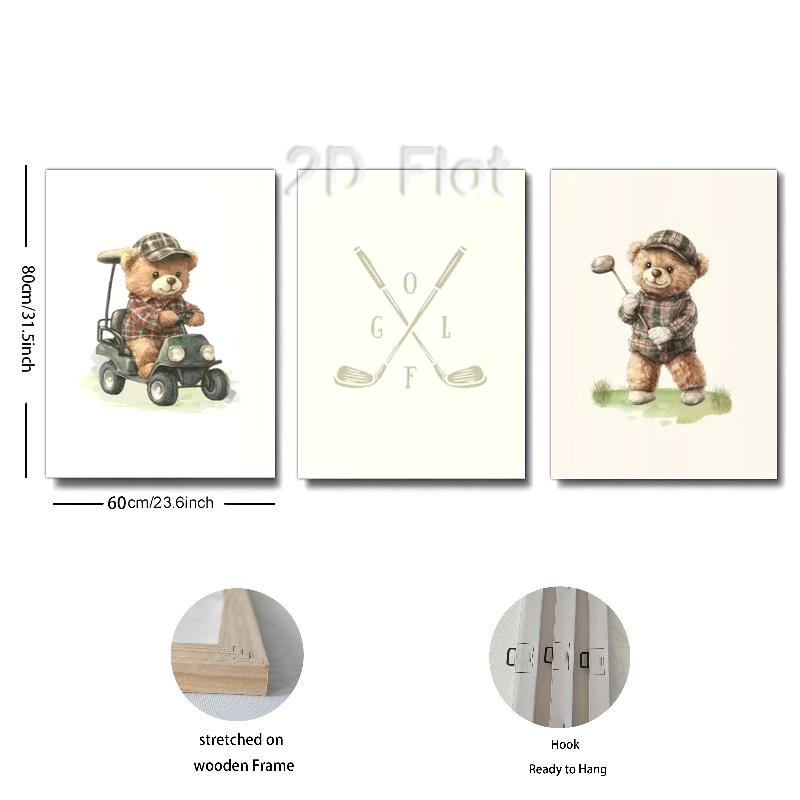 2D Flat
80cm/31.5inch
O
G L
F
60cm/23.6inch
stretched on
wooden Frame
Hook
Ready to Hang